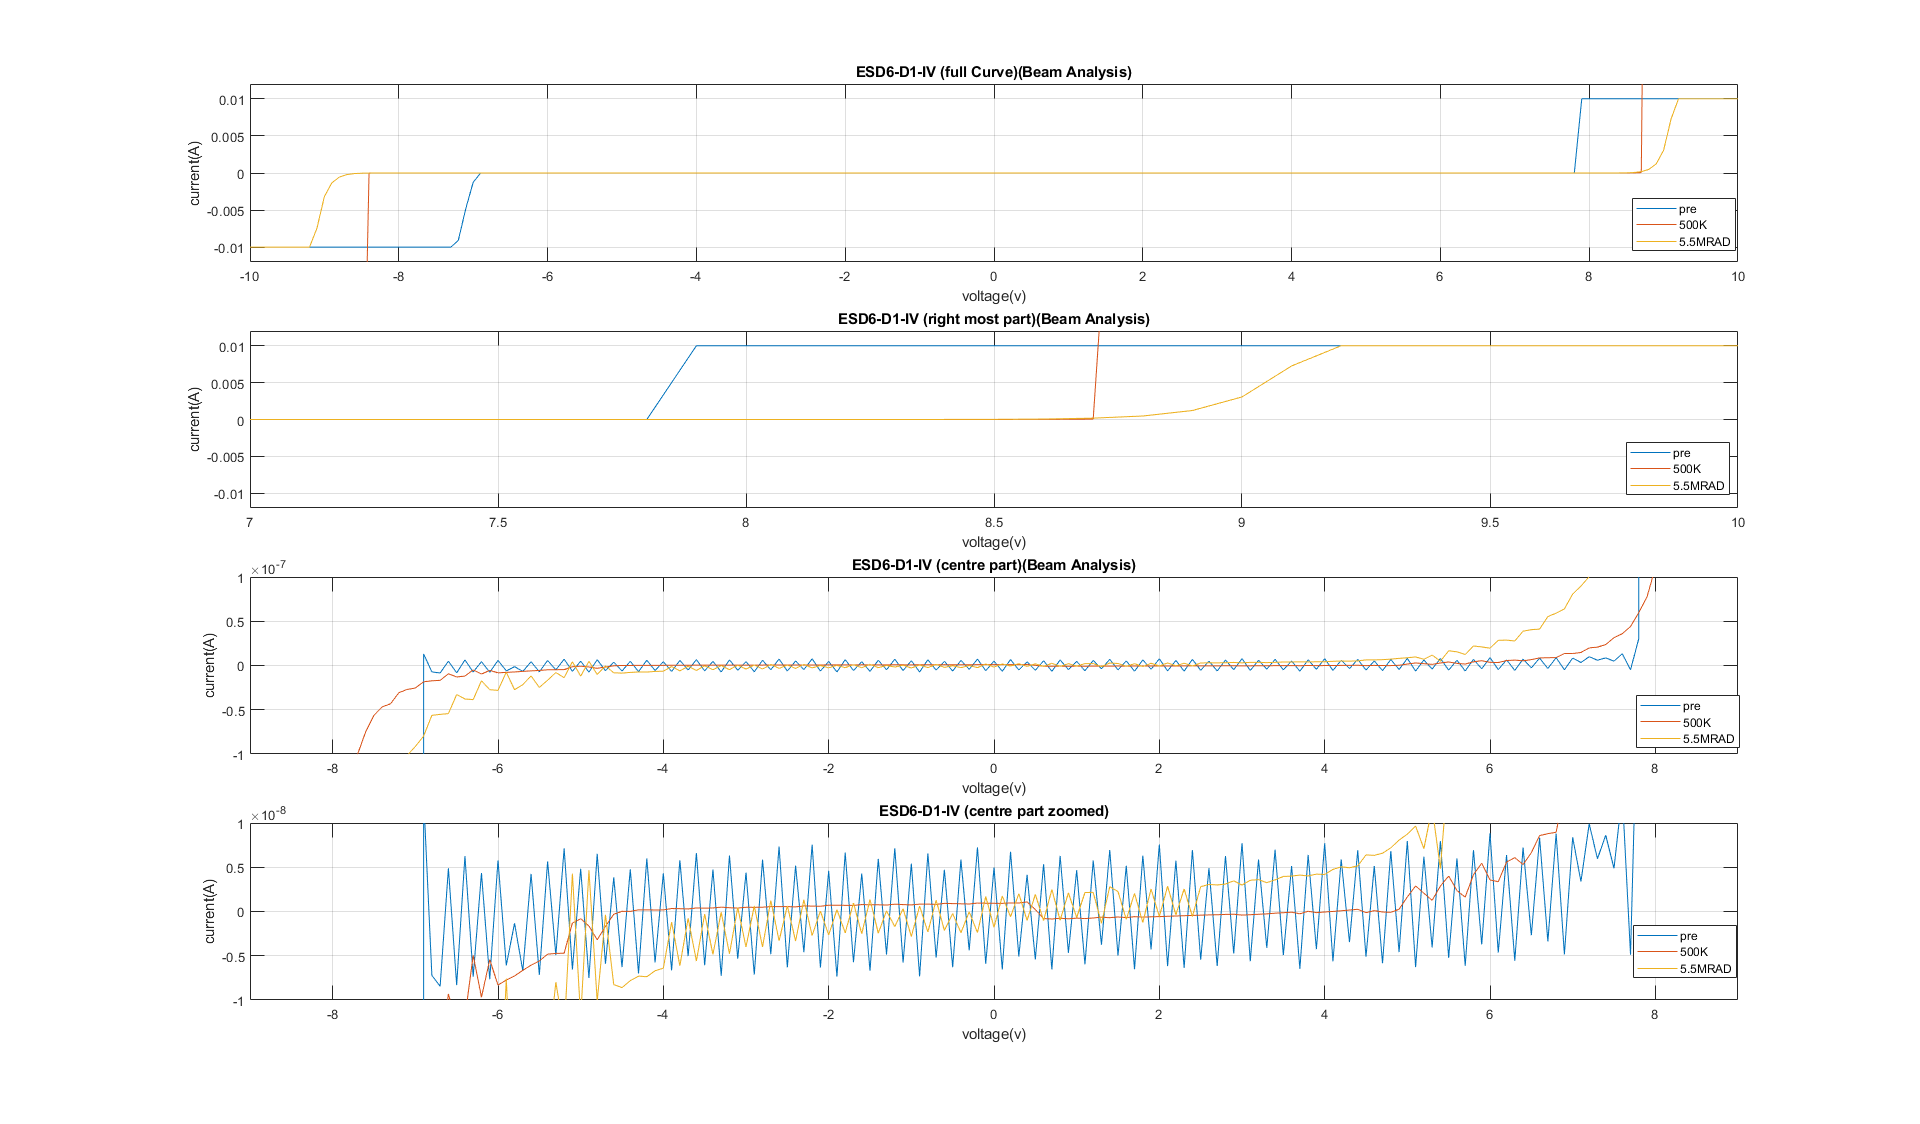 ESD6-D1-IV (full Curve)(Beam Analysis)
0.01
0.005
0
-0.005
-0.01
current(A)
-10 -8 -6 -4 -2 0 2 4 6 8 10
voltage(v)
pre
500K
5.5MRAD
ESD6-D1-IV (right most part)(Beam Analysis)
0.01
0.005
0
-0.005
-0.01
current(A)
7 7.5 8 8.5 9 9.5 10
voltage(v)
pre
500K
5.5MRAD
ESD6-D1-IV (centre part)(Beam Analysis)
×10^-7
1
0.5
0
-0.5
-1
current(A)
-8 -6 -4 -2 0 2 4 6 8
voltage(v)
pre
500K
5.5MRAD
ESD6-D1-IV (centre part zoomed)
×10^-8
1
0.5
0
-0.5
-1
current(A)
-8 -6 -4 -2 0 2 4 6 8
voltage(v)
pre
500K
5.5MRAD